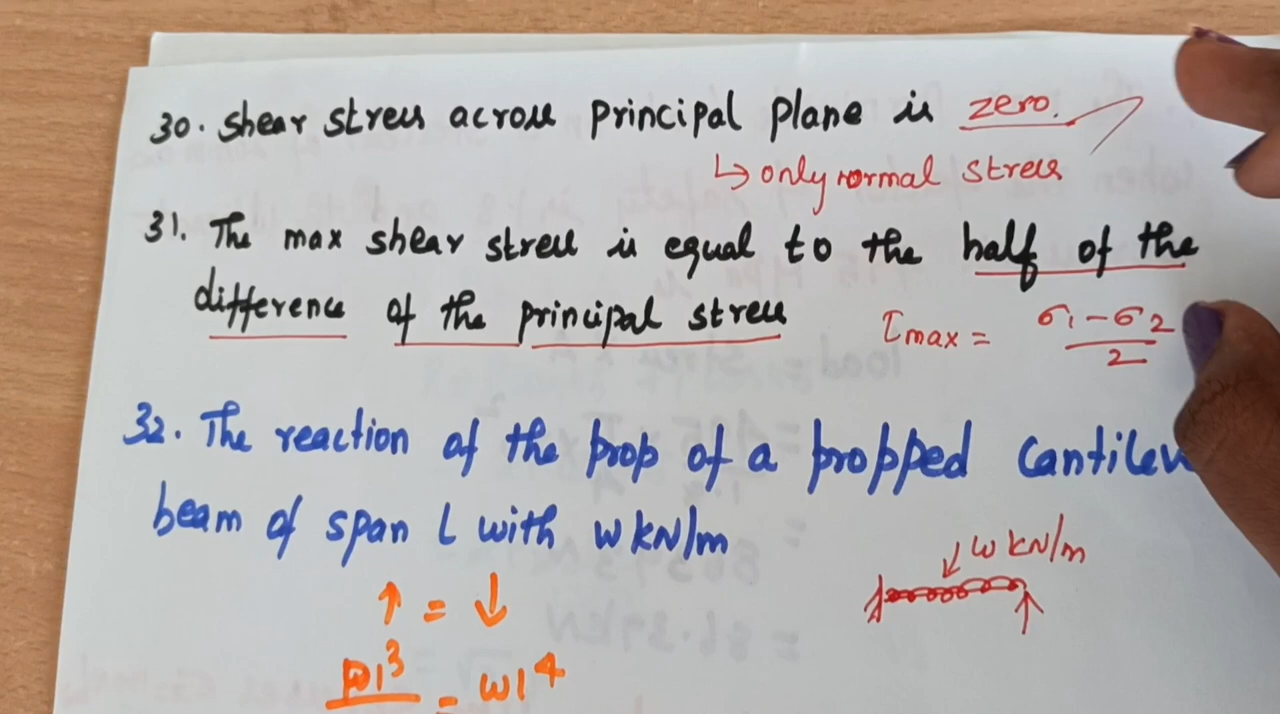 30. Shear stress across principal plane is zero.
↳ only normal stress
31. The max shear stress is equal to the half of the
difference of the principal stress
τmax = σ1 - σ2 / 2
32. The reaction of the prop of a propped cantilev
beam of span l with w kN/m
↓ w kN/m
↑ = ↓
pl³ = wl⁴